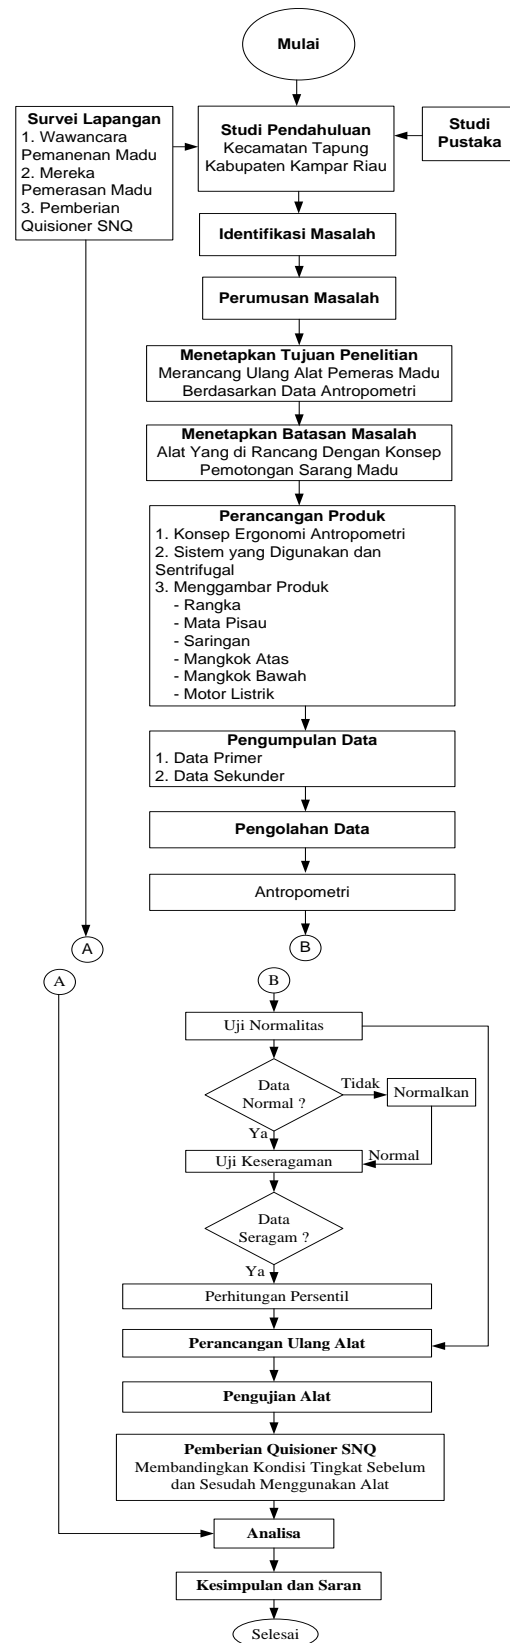 Mulai
Survei Lapangan
1. Wawancara
Pemanenan Madu
2. Mereka
Pemerasan Madu
3. Pemberian
Quisioner SNQ
Studi Pendahuluan
Kecamatan Tapung
Kabupaten Kampar Riau
Studi
Pustaka
Identifikasi Masalah
Perumusan Masalah
Menetapkan Tujuan Penelitian
Merancang Ulang Alat Pemeras Madu
Berdasarkan Data Antropometri
Menetapkan Batasan Masalah
Alat Yang di Rancang Dengan Konsep
Pemotongan Sarang Madu
Perancangan Produk
1. Konsep Ergonomi Antropometri
2. Sistem yang Digunakan dan
Sentrifugal
3. Menggambar Produk
- Rangka
- Mata Pisau
- Saringan
- Mangkok Atas
- Mangkok Bawah
- Motor Listrik
Pengumpulan Data
1. Data Primer
2. Data Sekunder
Pengolahan Data
Antropometri
A
B
A
B
Uji Normalitas
Data
Normal ?
Tidak
Normalkan
Ya
Uji Keseragaman
Normal
Data
Seragam ?
Ya
Perhitungan Persentil
Perancangan Ulang Alat
Pengujian Alat
Pemberian Quisioner SNQ
Membandingkan Kondisi Tingkat Sebelum
dan Sesudah Menggunakan Alat
Analisa
Kesimpulan dan Saran
Selesai